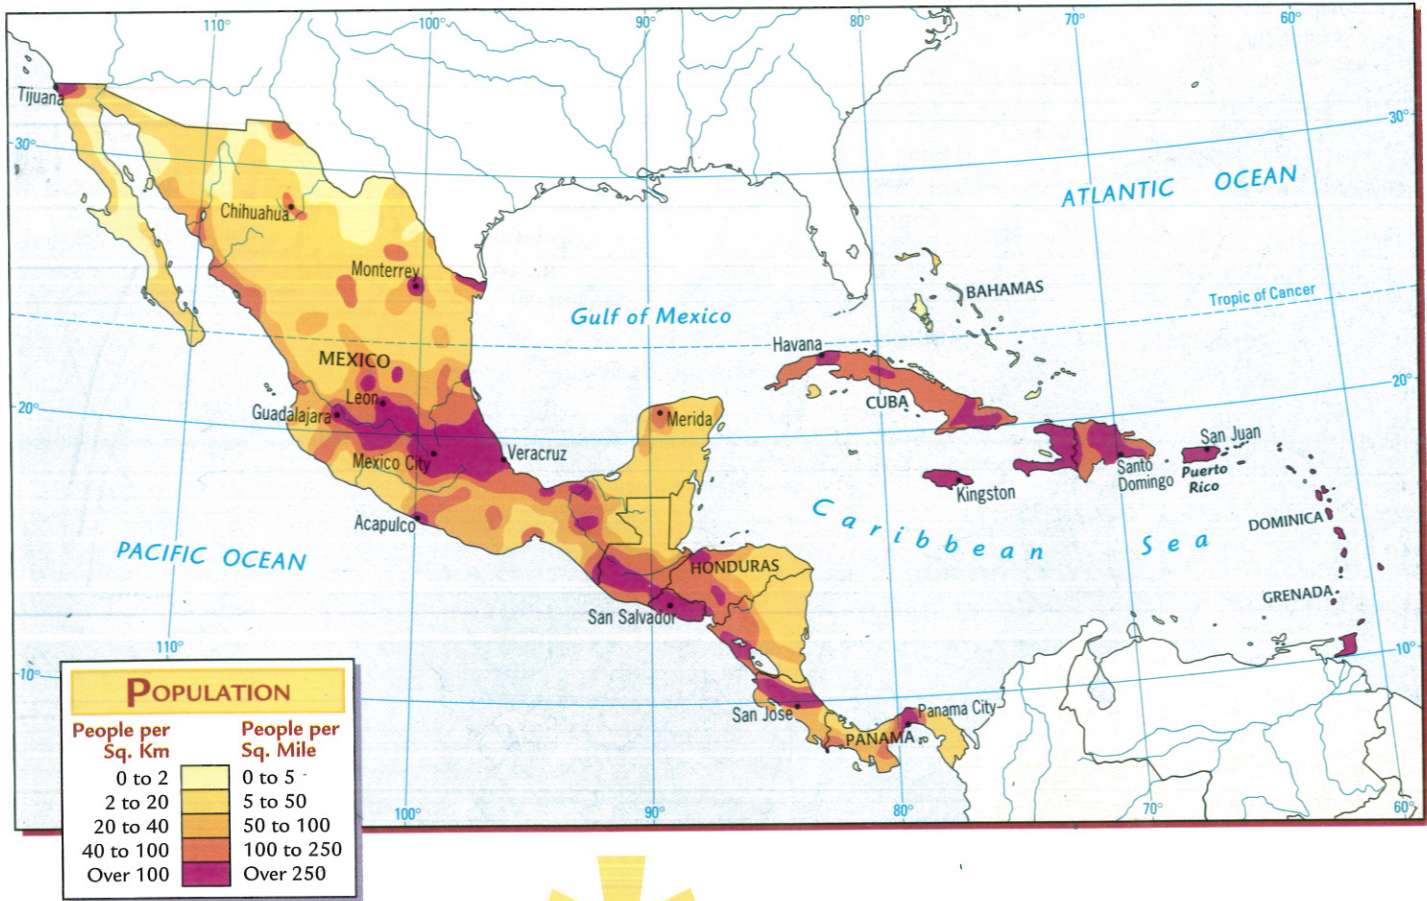 110°
100°
90°
80°
70°
60°
Tijuana
30°
30°
ATLANTIC OCEAN
Chihuahua
Monterrey
BAHAMAS
Tropic of Cancer
Gulf of Mexico
Havana
MEXICO
20°
Leon
CUBA
20°
Guadalajara
Merida
San Juan
Mexico City
Veracruz
Santo
Domingo
Puerto
Rico
Kingston
Acapulco
Caribbean Sea
DOMINICA
PACIFIC OCEAN
HONDURAS
GRENADA
San Salvador
110°
10°
10°
San Jose
Panama City
PANAMA
100°
90°
80°
70°
60°
POPULATION
People per
Sq. Km
People per
Sq. Mile
0 to 2 0 to 5
2 to 20 5 to 50
20 to 40 50 to 100
40 to 100 100 to 250
Over 100 Over 250